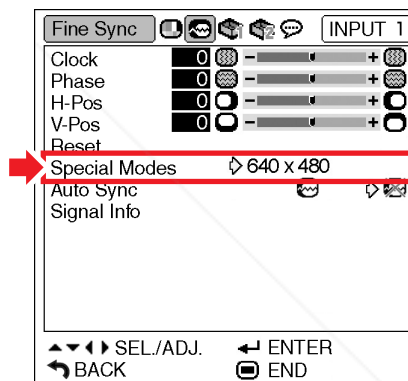 Fine Sync INPUT 1
Clock 0 - +
Phase 0 - +
H-Pos 0 - +
V-Pos 0 - +
Reset
Special Modes 640 x 480
Auto Sync
Signal Info
SEL./ADJ. ENTER
BACK END